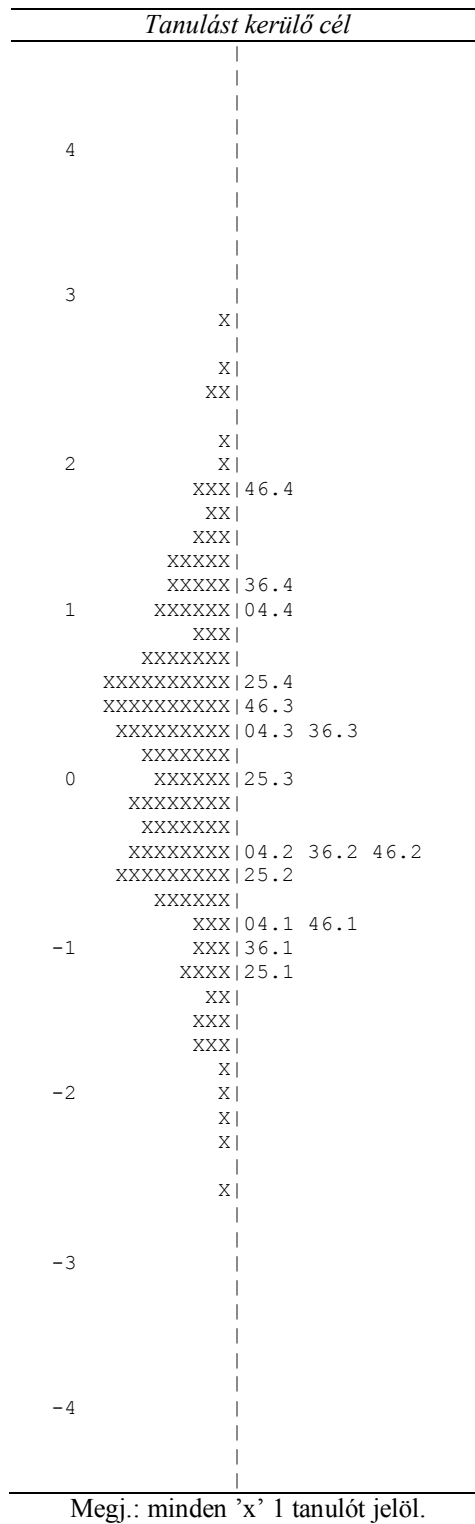 Tanulást kerülő cél
|
|
|
|
4 |
|
|
|
|
|
3 |
X|
|
X|
XX|
|
X|
2 X|
XXX|46.4
XX|
XXX|
XXXXX|
XXXXX|36.4
1 XXXXXX|04.4
XXX|
XXXXXXX|
XXXXXXXXXX|25.4
XXXXXXXXXX|46.3
XXXXXXXXX|04.3 36.3
XXXXXXX|
0 XXXXXX|25.3
XXXXXXXX|
XXXXXXX|
XXXXXXXX|04.2 36.2 46.2
XXXXXXXXX|25.2
XXXXXX|
XXX|04.1 46.1
-1 XXX|36.1
XXXX|25.1
XX|
XXX|
XXX|
X|
-2 X|
X|
X|
|
X|
|
|
-3 |
|
|
|
|
|
-4 |
|
|
|
Megj.: minden ’x’ 1 tanulót jelöl.